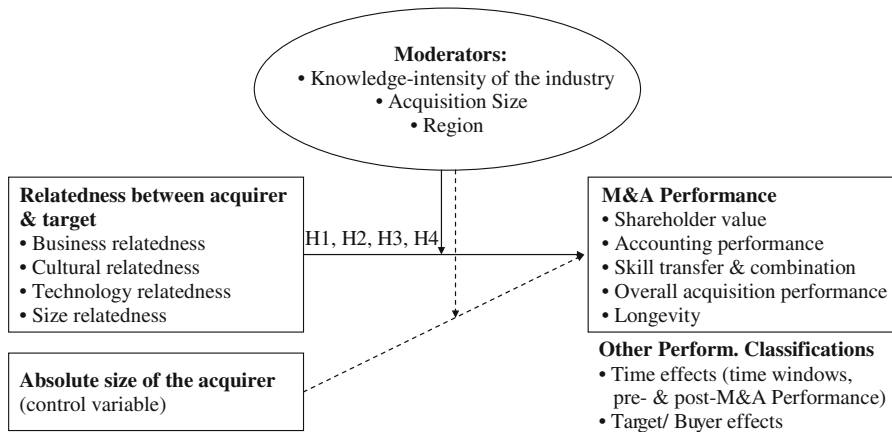 Moderators:
• Knowledge-intensity of the industry
• Acquisition Size
• Region
Relatedness between acquirer
& target
• Business relatedness
• Cultural relatedness
• Technology relatedness
• Size relatedness
H1, H2, H3, H4
M&A Performance
• Shareholder value
• Accounting performance
• Skill transfer & combination
• Overall acquisition performance
• Longevity
Absolute size of the acquirer
(control variable)
Other Perform. Classifications
• Time effects (time windows,
pre- & post-M&A Performance)
• Target/ Buyer effects